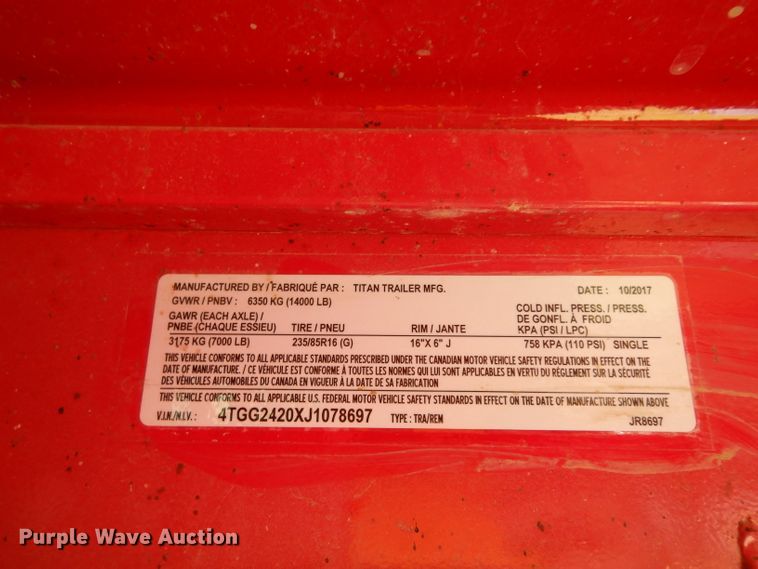 MANUFACTURED BY / FABRIQUÉ PAR : TITAN TRAILER MFG. DATE : 10/2017
GVWR / PNBV : 6350 KG (14000 LB)
GAWR (EACH AXLE) / COLD INFL. PRESS. / PRESS.
DE GONFL. À FROID
PNBE (CHAQUE ESSIEU) TIRE / PNEU RIM / JANTE KPA (PSI / LPC)
3175 KG (7000 LB) 235/85R16 (G) 16"X 6" J 758 KPA (110 PSI) SINGLE
THIS VEHICLE CONFORMS TO ALL APPLICABLE STANDARDS PRESCRIBED UNDER THE CANADIAN MOTOR VEHICLE SAFETY REGULATIONS IN EFFECT ON THE
DATE OF MANUFACTURE. / CE VÉHICULE EST CONFORME À TOUTES LES NORMES QUI LUI SONT APPLICABLES EN VERTU DU RÈGLEMENT SUR LA SÉCURITÉ
DES VÉHICULES AUTOMOBILES DU CANADA EN VIGUEUR À LA DATE DE SA FABRICATION
THIS VEHICLE CONFORMS TO ALL APPLICABLE U.S. FEDERAL MOTOR VEHICLE SAFETY STANDARDS IN EFFECT ON THE DATE OF MANUFACTURE SHOWN ABOVE
V.I.N./N.I.V. : 4TGG2420XJ1078697 TYPE : TRA/REM JR8697
Purple Wave Auction